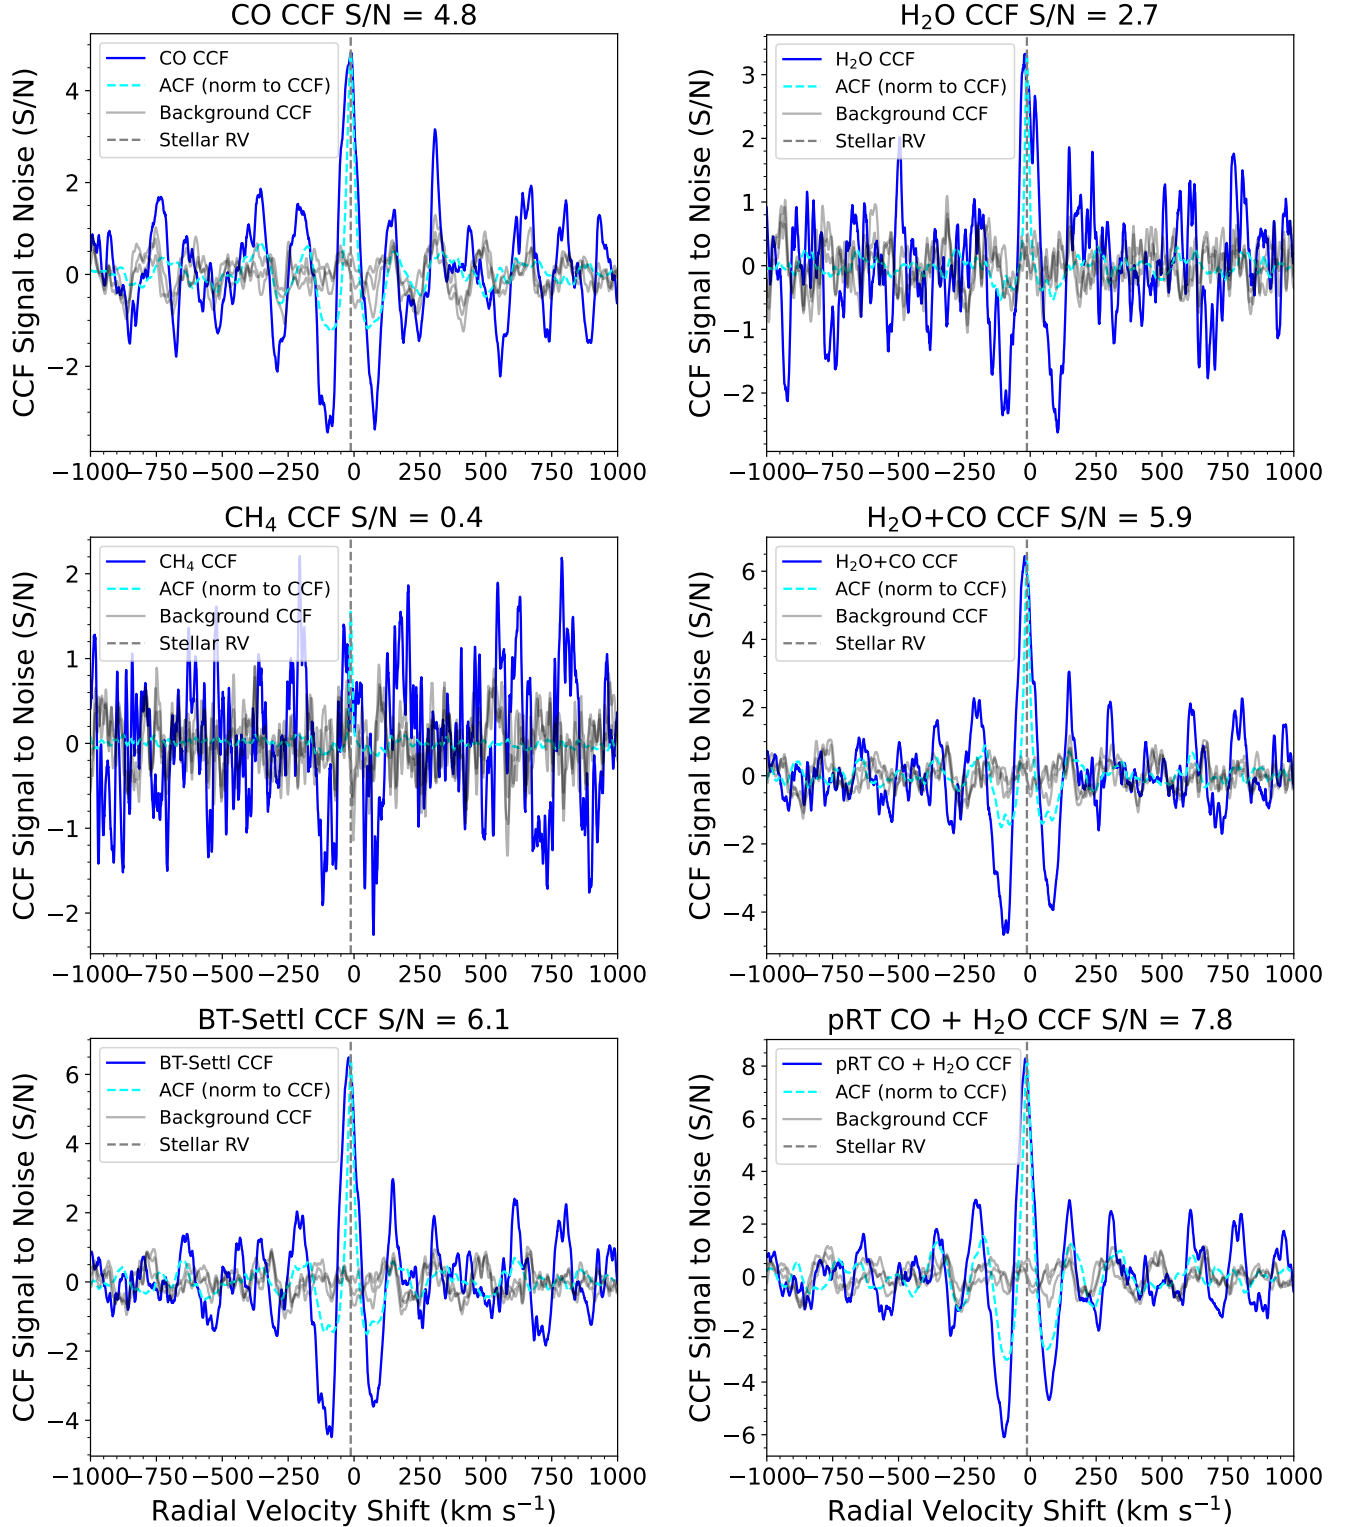 CO CCF S/N = 4.8
CCF Signal to Noise (S/N)
4
2
0
−2
CO CCF
ACF (norm to CCF)
Background CCF
Stellar RV
−1000 −750 −500 −250 0 250 500 750 1000
H₂O CCF S/N = 2.7
CCF Signal to Noise (S/N)
3
2
1
0
−1
−2
H₂O CCF
ACF (norm to CCF)
Background CCF
Stellar RV
−1000 −750 −500 −250 0 250 500 750 1000
CH₄ CCF S/N = 0.4
CCF Signal to Noise (S/N)
2
1
0
−1
−2
CH₄ CCF
ACF (norm to CCF)
Background CCF
Stellar RV
−1000 −750 −500 −250 0 250 500 750 1000
H₂O+CO CCF S/N = 5.9
CCF Signal to Noise (S/N)
6
4
2
0
−2
−4
H₂O+CO CCF
ACF (norm to CCF)
Background CCF
Stellar RV
−1000 −750 −500 −250 0 250 500 750 1000
BT-Settl CCF S/N = 6.1
CCF Signal to Noise (S/N)
6
4
2
0
−2
−4
BT-Settl CCF
ACF (norm to CCF)
Background CCF
Stellar RV
−1000 −750 −500 −250 0 250 500 750 1000
Radial Velocity Shift (km s⁻¹)
pRT CO + H₂O CCF S/N = 7.8
CCF Signal to Noise (S/N)
8
6
4
2
0
−2
−4
−6
pRT CO + H₂O CCF
ACF (norm to CCF)
Background CCF
Stellar RV
−1000 −750 −500 −250 0 250 500 750 1000
Radial Velocity Shift (km s⁻¹)